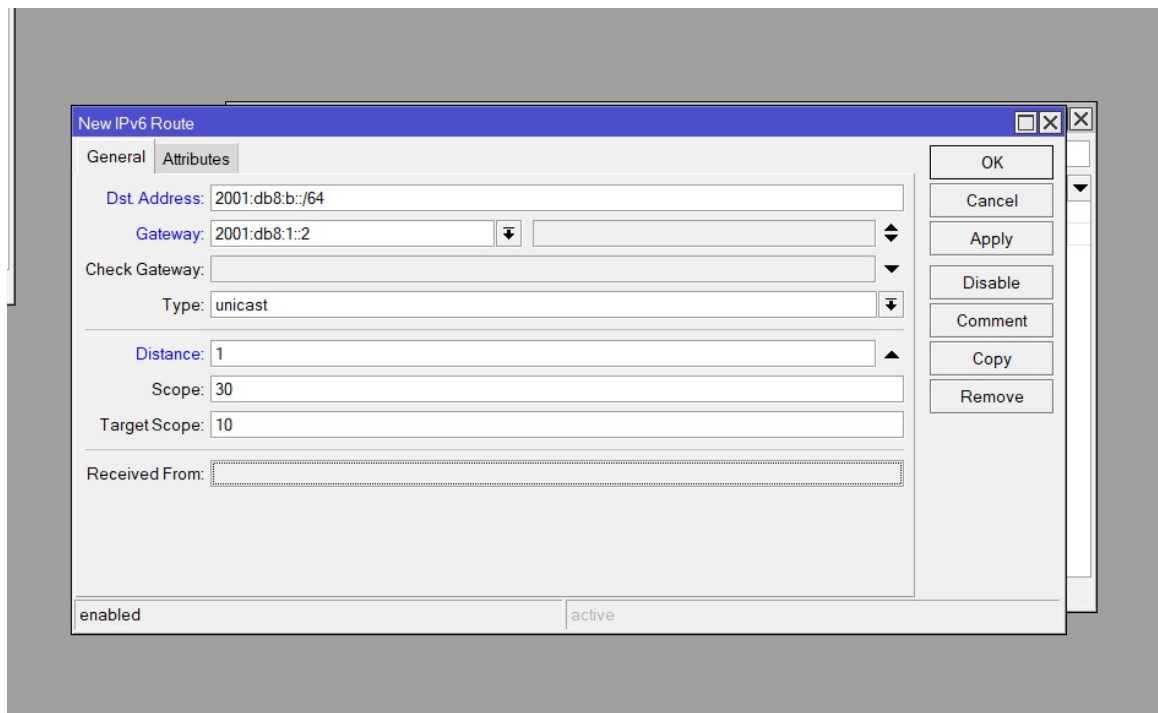 New IPv6 Route
General Attributes
Dst. Address: 2001:db8:b::/64
Gateway: 2001:db8:1::2
Check Gateway:
Type: unicast
Distance: 1
Scope: 30
Target Scope: 10
Received From:
OK
Cancel
Apply
Disable
Comment
Copy
Remove
enabled
active